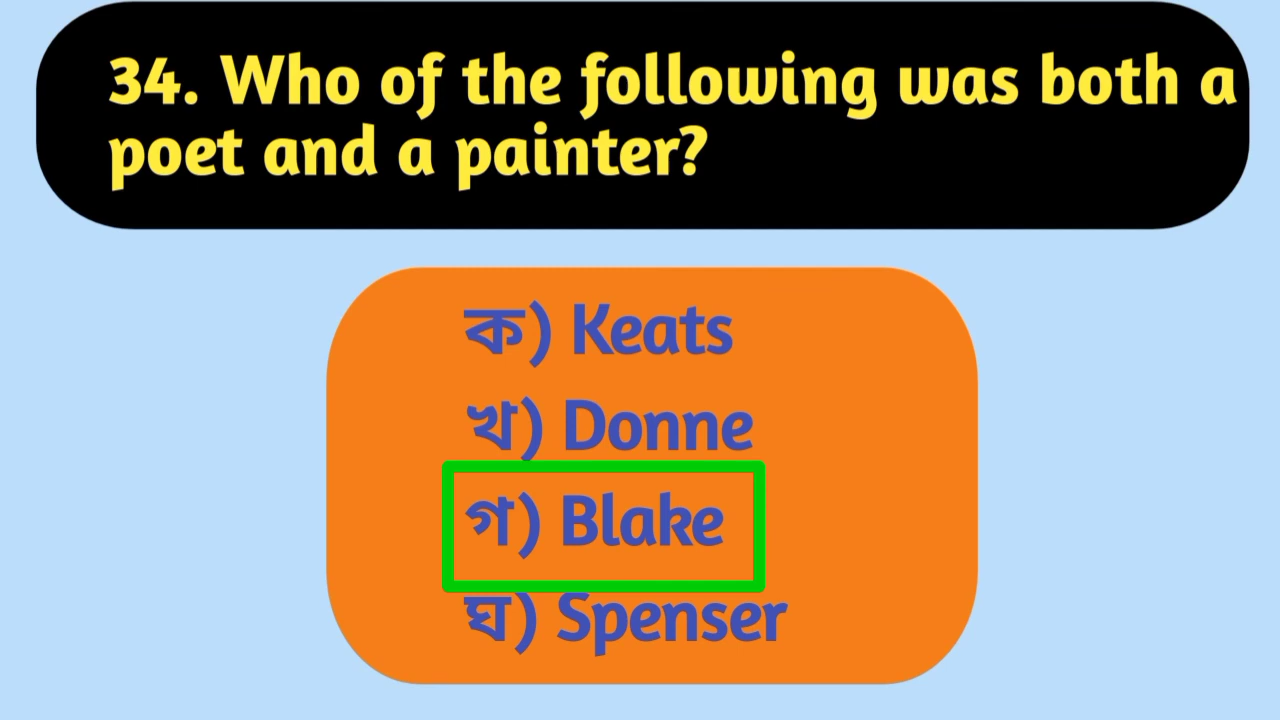 34. Who of the following was both a
poet and a painter?
ক) Keats
খ) Donne
গ) Blake
ঘ) Spenser